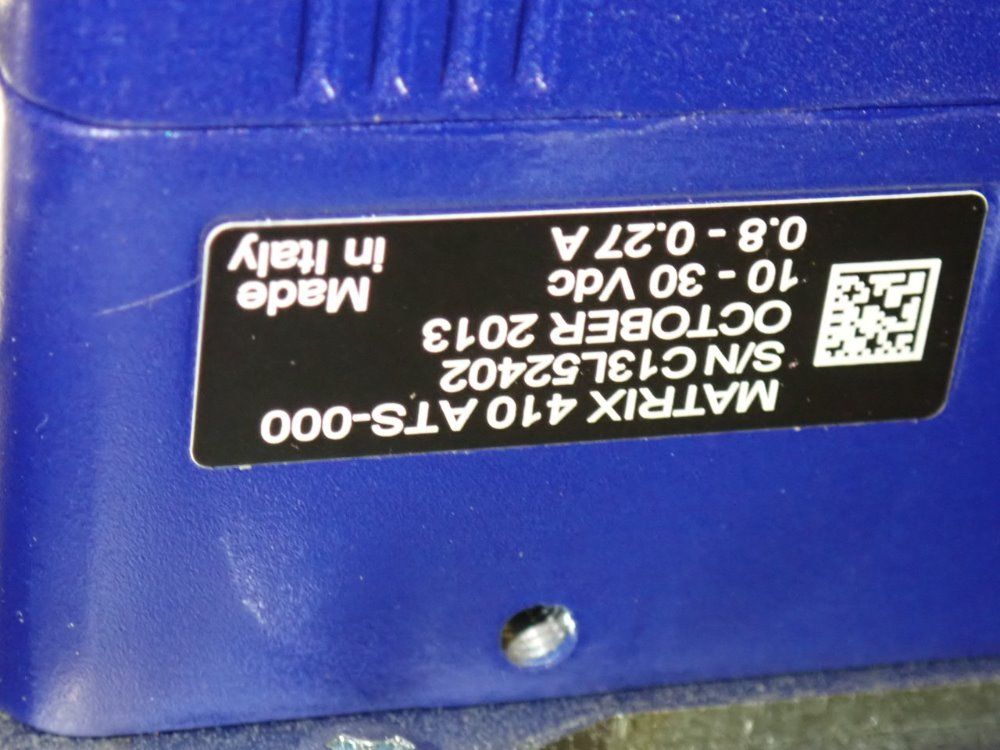 MATRIX 410 ATS-000
S/N C13L52402
OCTOBER 2013
10 - 30 Vdc
0.8 - 0.27 A
Made
in Italy